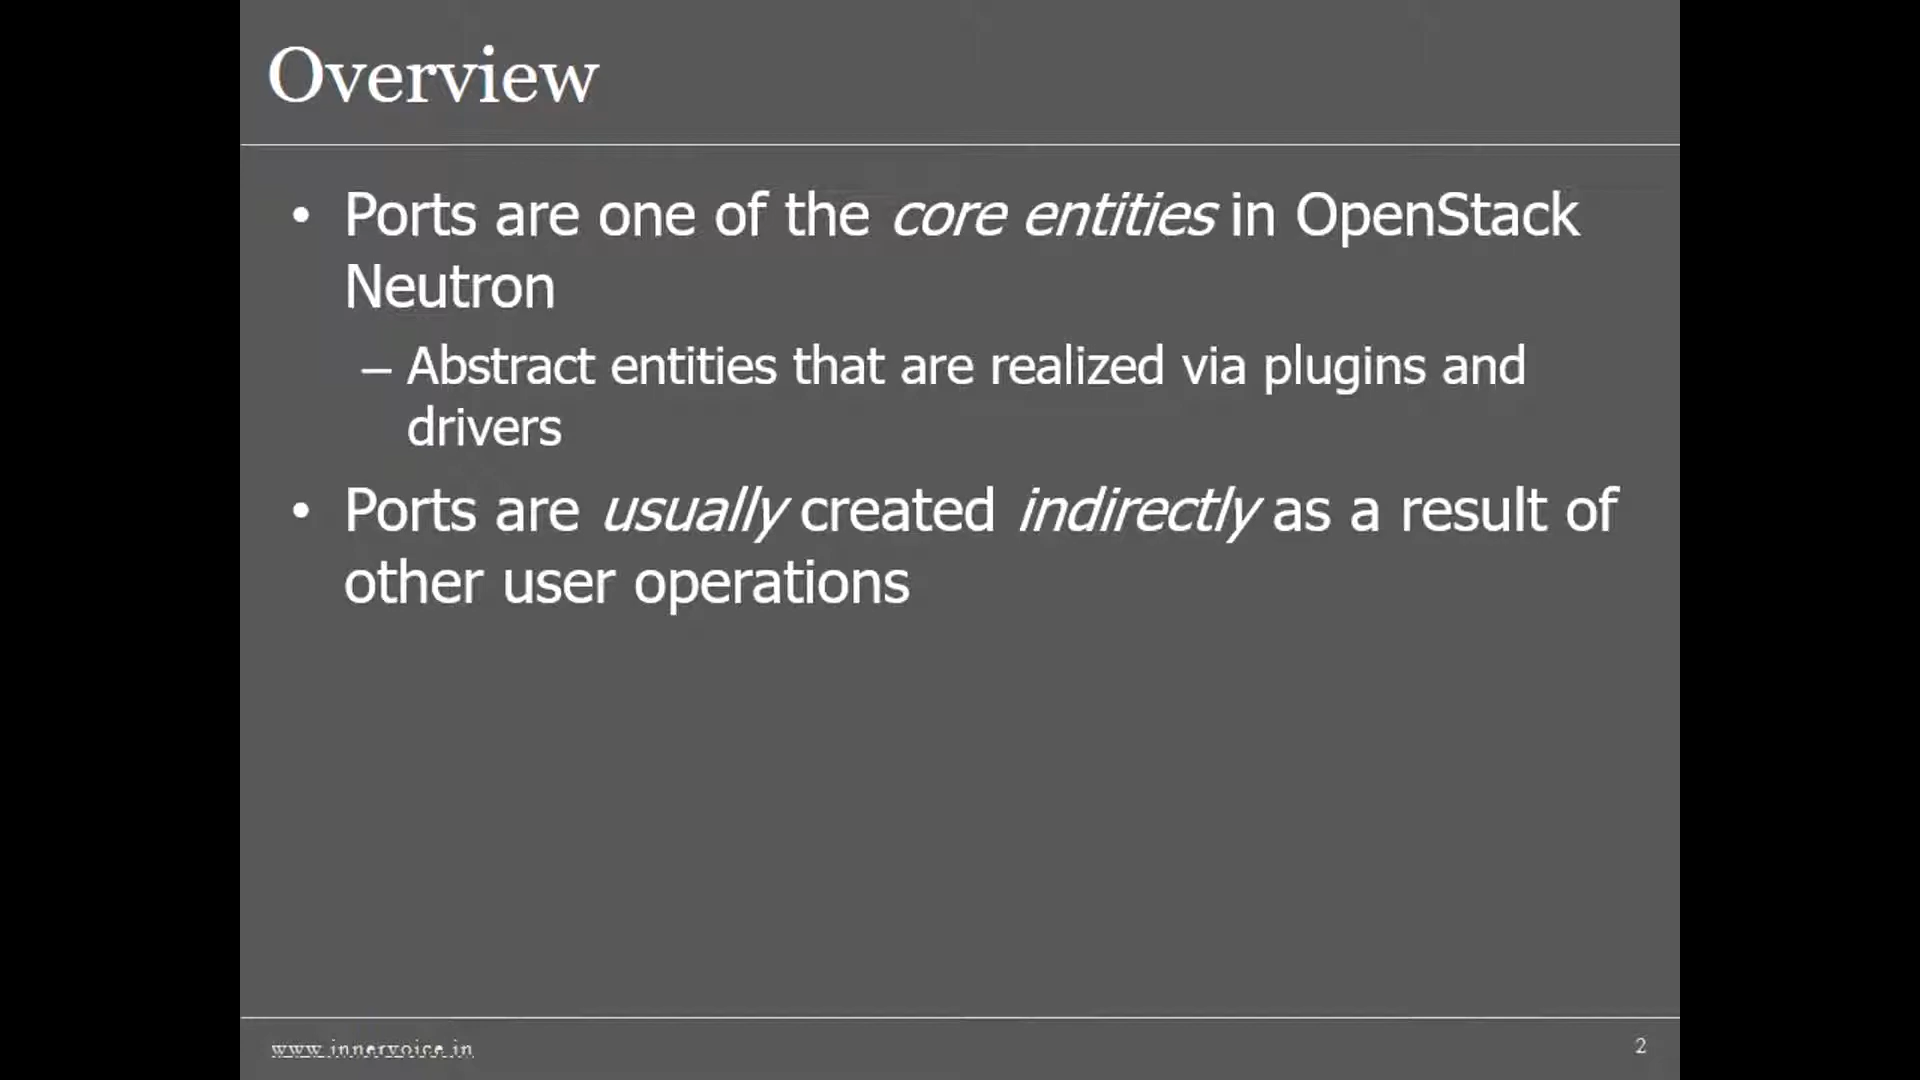 Overview
• Ports are one of the core entities in OpenStack
Neutron
– Abstract entities that are realized via plugins and
drivers
• Ports are usually created indirectly as a result of
other user operations
www.innervoice.in
2